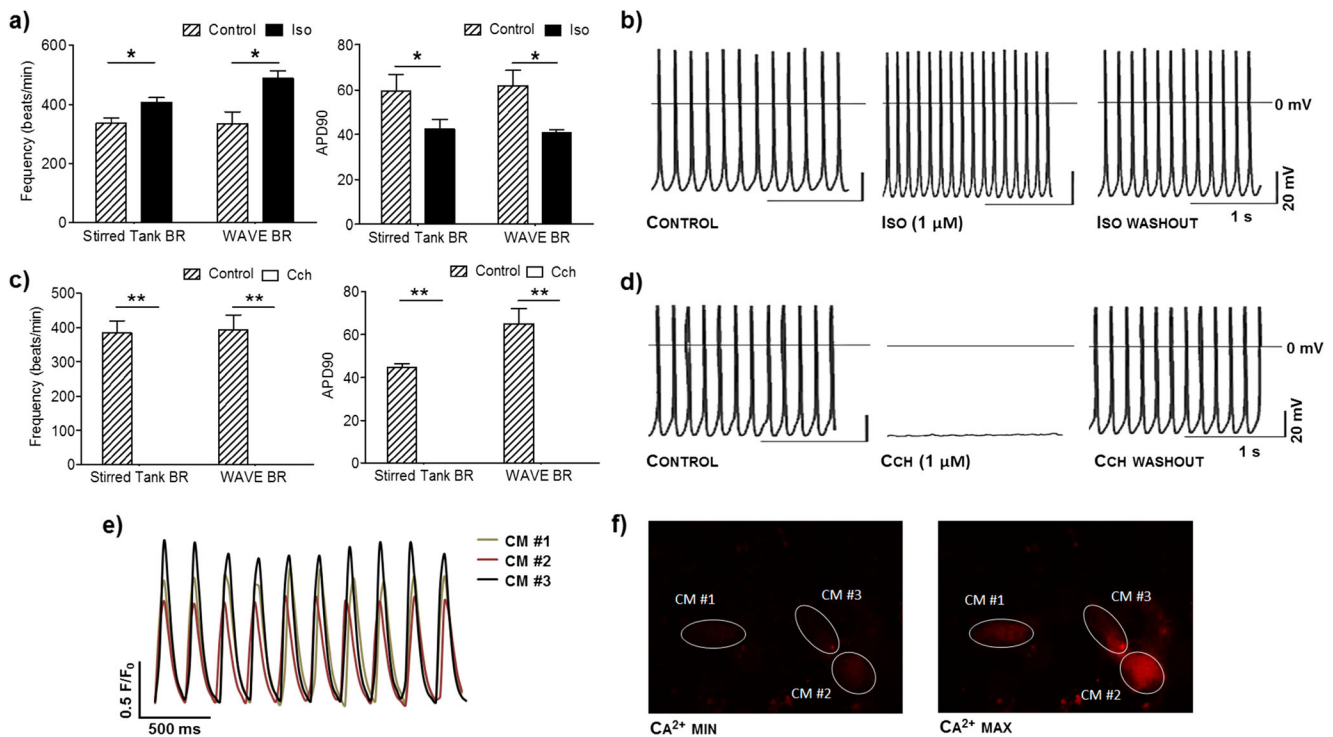 a)
Control Iso
Fequency (beats/min)
600
400
200
0
*
*
Stirred Tank BR
WAVE BR
Control Iso
APD90
80
60
40
20
0
*
*
Stirred Tank BR
WAVE BR
b)
0 mV
20 mV
1 s
CONTROL
ISO (1 µM)
ISO WASHOUT
c)
Control Cch
Frequency (beats/min)
500
400
300
200
100
0
**
**
Stirred Tank BR
WAVE BR
Control Cch
APD90
80
60
40
20
0
**
**
Stirred Tank BR
WAVE BR
d)
0 mV
20 mV
1 s
CONTROL
CCH (1 µM)
CCH WASHOUT
e)
CM #1
CM #2
CM #3
0.5 F/F₀
500 ms
f)
CM #1
CM #3
CM #2
CA²⁺ MIN
CM #1
CM #3
CM #2
CA²⁺ MAX